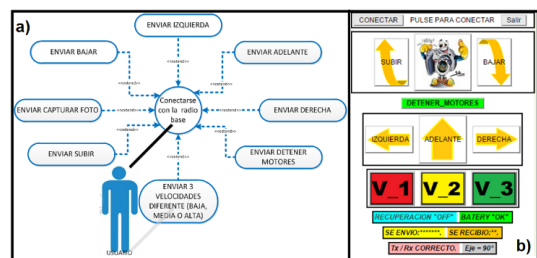 a)
ENVIAR IZQUIERDA
ENVIAR BAJAR
ENVIAR ADELANTE
ENVIAR CAPTURAR FOTO
Conectarse
con la radio
base
ENVIAR DERECHA
ENVIAR SUBIR
ENVIAR DETENER
MOTORES
ENVIAR 3
VELOCIDADES
DIFERENTE (BAJA,
MEDIA O ALTA)
USUARIO
CONECTAR PULSE PARA CONECTAR Salir
SUBIR BAJAR
DETENER_MOTORES
IZQUIERDA ADELANTE DERECHA
V_1 V_2 V_3
RECUPERACION "OFF" BATERY "OK"
SE ENVIO:*******. SE RECIBIO:**.
Tx / Rx CORRECTO. Eje = 90°
b)